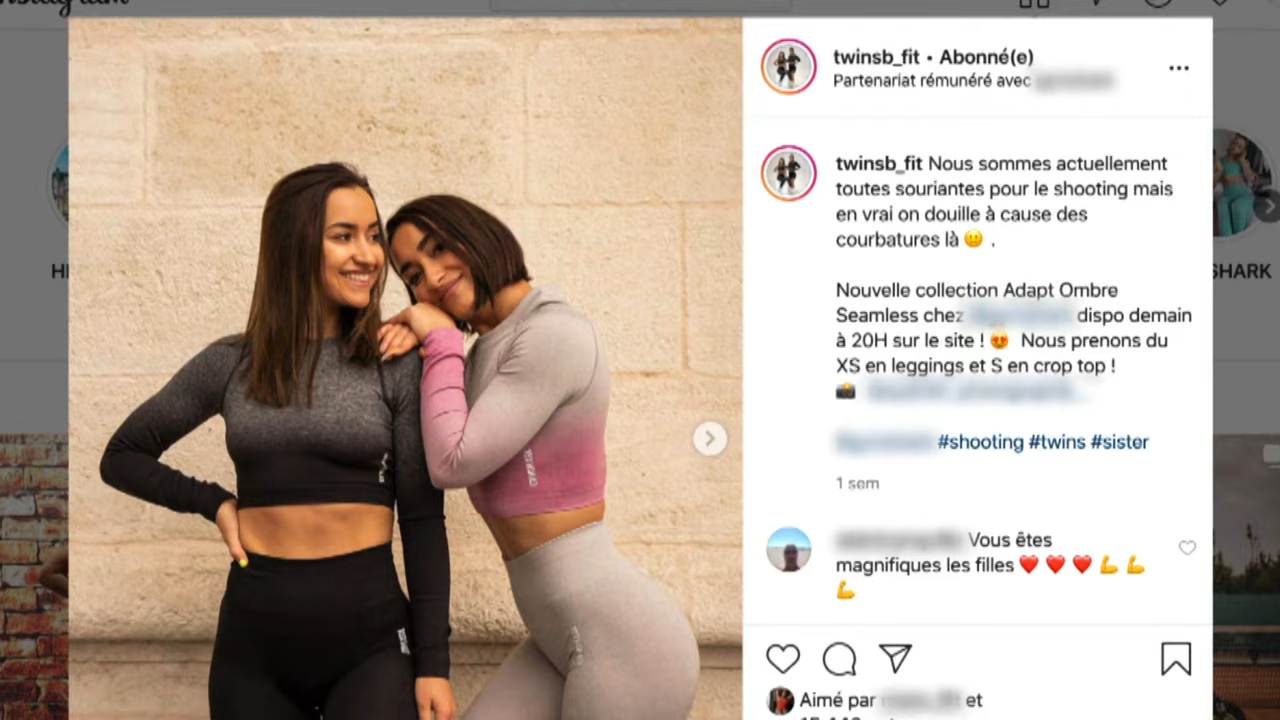 twinsb_fit • Abonné(e)
Partenariat rémunéré avec
twinsb_fit Nous sommes actuellement
toutes souriantes pour le shooting mais
en vrai on douille à cause des
courbatures là 😐 .
Nouvelle collection Adapt Ombre
Seamless chez dispo demain
à 20H sur le site ! 😍 Nous prenons du
XS en leggings et S en crop top !
📸
#shooting #twins #sister
1 sem
Vous êtes
magnifiques les filles ❤️ ❤️ ❤️ 💪 💪
💪
Aimé par et
SHARK